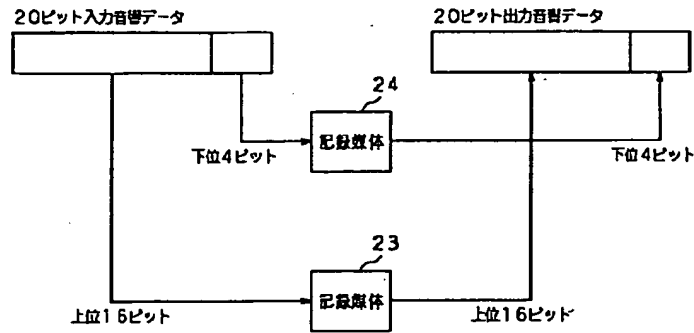 20ビット入力音響データ
20ビット出力音響データ
24
記録媒体
下位4ビット
下位4ビット
23
記録媒体
上位16ビット
上位16ビット